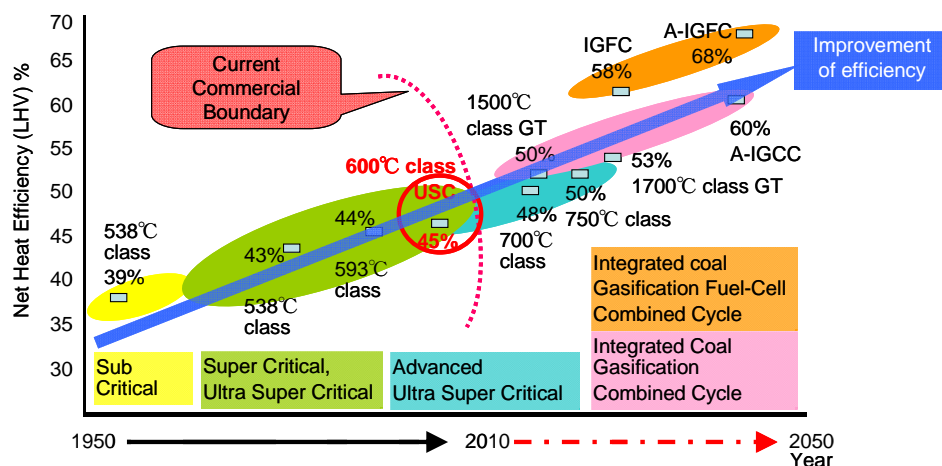 Net Heat Efficiency (LHV) %
70
65
60
55
50
45
40
35
30
Current
Commercial
Boundary
IGFC
58%
A-IGFC
68%
Improvement
of efficiency
1500℃
class GT
50%
60%
A-IGCC
53%
1700℃ class GT
600℃ class
USC
45%
50%
750℃ class
48%
700℃
class
44%
593℃
class
43%
538℃
class
538℃
class
39%
Sub
Critical
Super Critical,
Ultra Super Critical
Advanced
Ultra Super Critical
Integrated coal
Gasification Fuel-Cell
Combined Cycle
Integrated Coal
Gasification
Combined Cycle
1950
2010
2050
Year